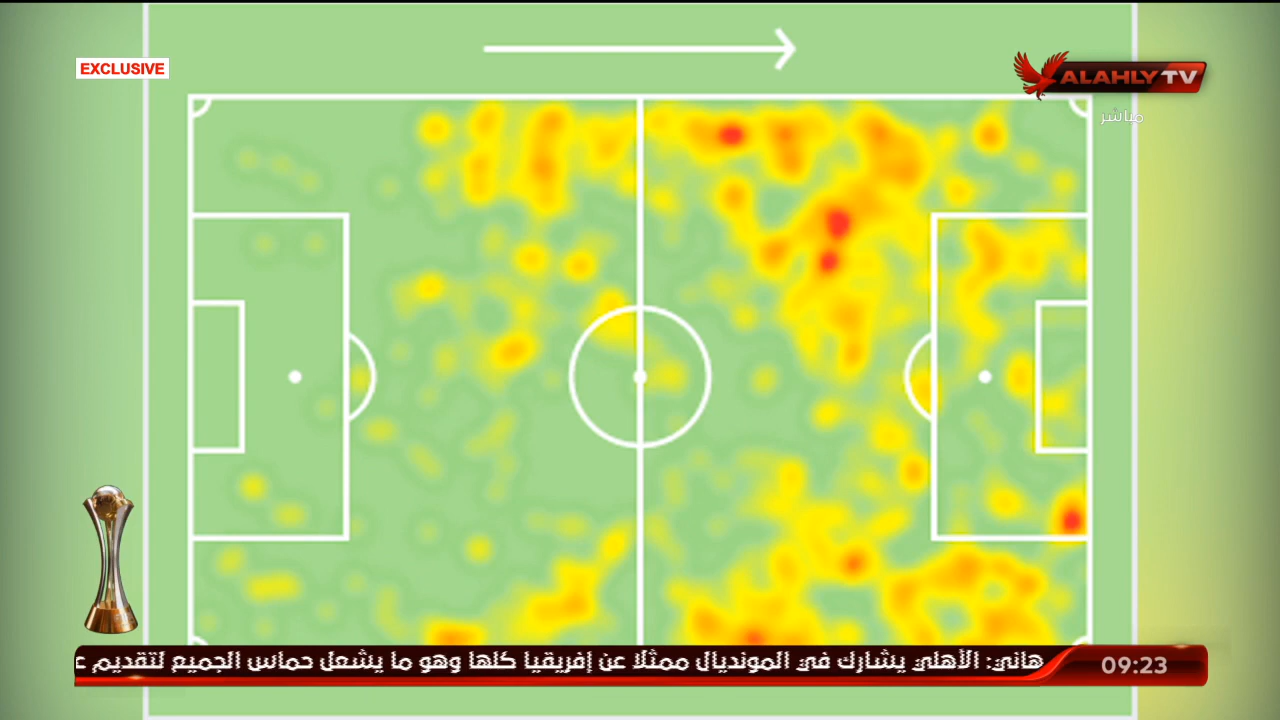 EXCLUSIVE
ALAHLY TV
مباشر
هاني: الأهلي يشارك في المونديال ممثلًا عن إفريقيا كلها وهو ما يشعل حماس الجميع لتقديم ع
09:23